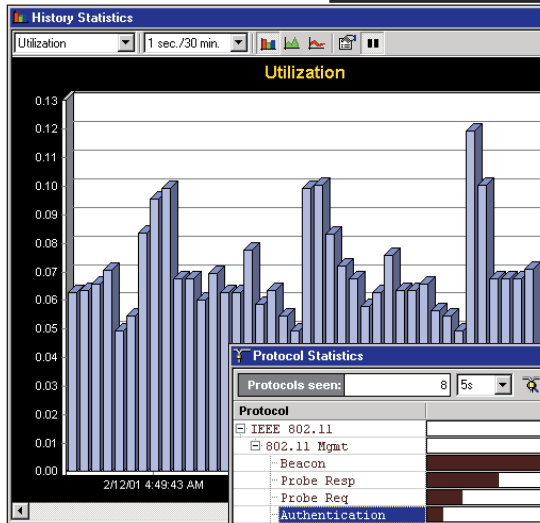 History Statistics
Utilization 1 sec./30 min.
Utilization
0.13
0.12
0.11
0.10
0.09
0.08
0.07
0.06
0.05
0.04
0.03
0.02
0.01
0.00
2/12/01 4:49:43 AM
Protocol Statistics
Protocols seen: 8 5s
Protocol
IEEE 802.11
802.11 Mgmt
Beacon
Probe Resp
Probe Req
Authentication